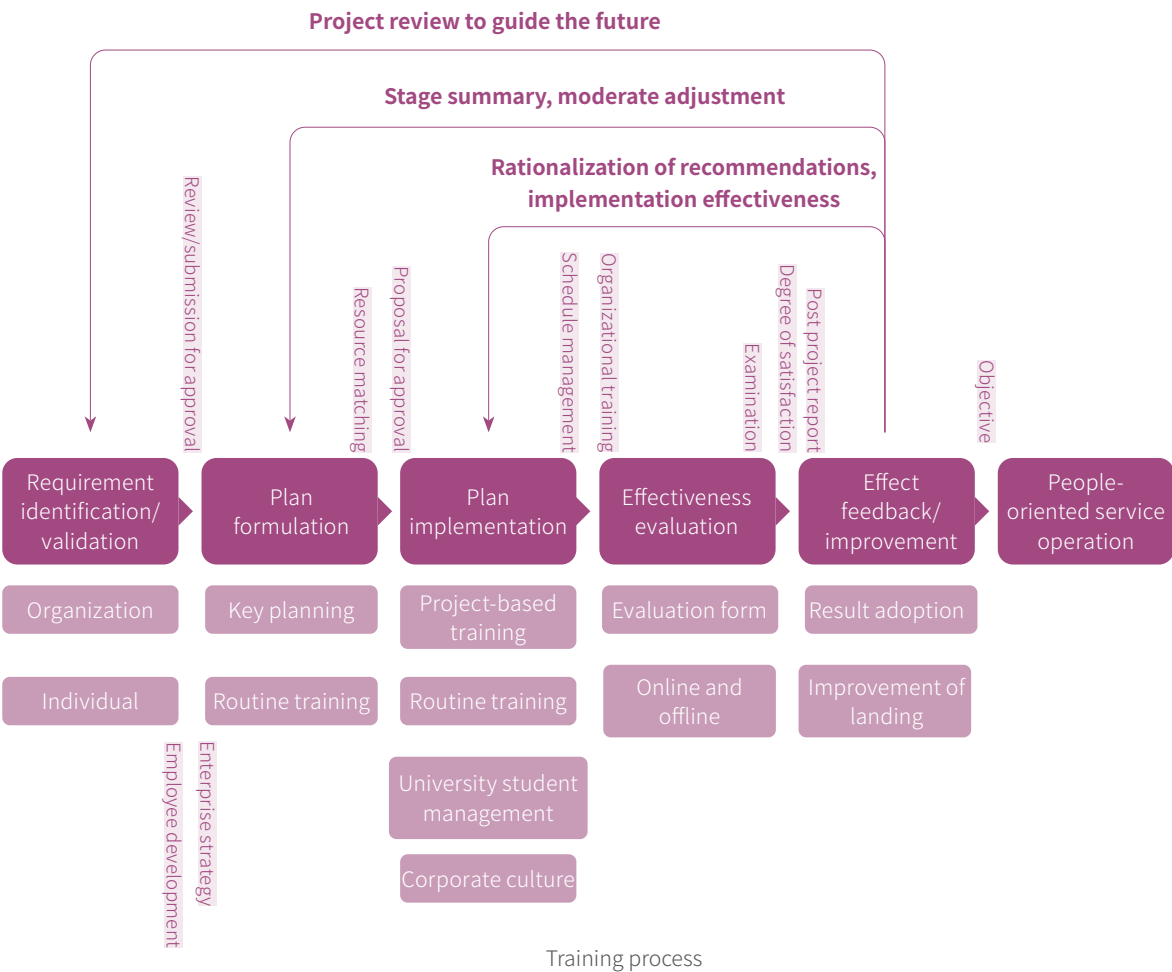 Project review to guide the future
Stage summary, moderate adjustment
Rationalization of recommendations,
implementation effectiveness
Review/submission for approval
Resource matching
Proposal for approval
Schedule management
Organizational training
Examination
Degree of satisfaction
Post project report
Objective
Requirement
identification/
validation
Plan
formulation
Plan
implementation
Effectiveness
evaluation
Effect
feedback/
improvement
People-
oriented service
operation
Organization
Key planning
Project-based
training
Evaluation form
Result adoption
Individual
Routine training
Routine training
Online and
offline
Improvement of
landing
Employee development
Enterprise strategy
University student
management
Corporate culture
Training process